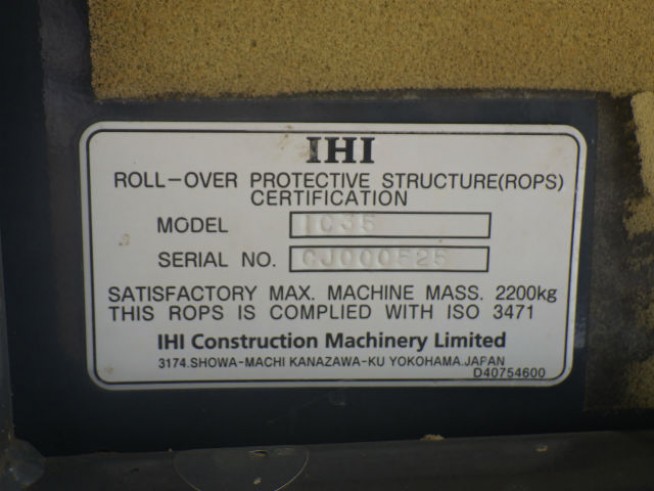 IHI
ROLL-OVER PROTECTIVE STRUCTURE(ROPS)
CERTIFICATION
MODEL IC35
SERIAL NO.
SATISFACTORY MAX. MACHINE MASS. 2200kg
THIS ROPS IS COMPLIED WITH ISO 3471
IHI Construction Machinery Limited
3174.SHOWA-MACHI KANAZAWA-KU YOKOHAMA.JAPAN
D40754600